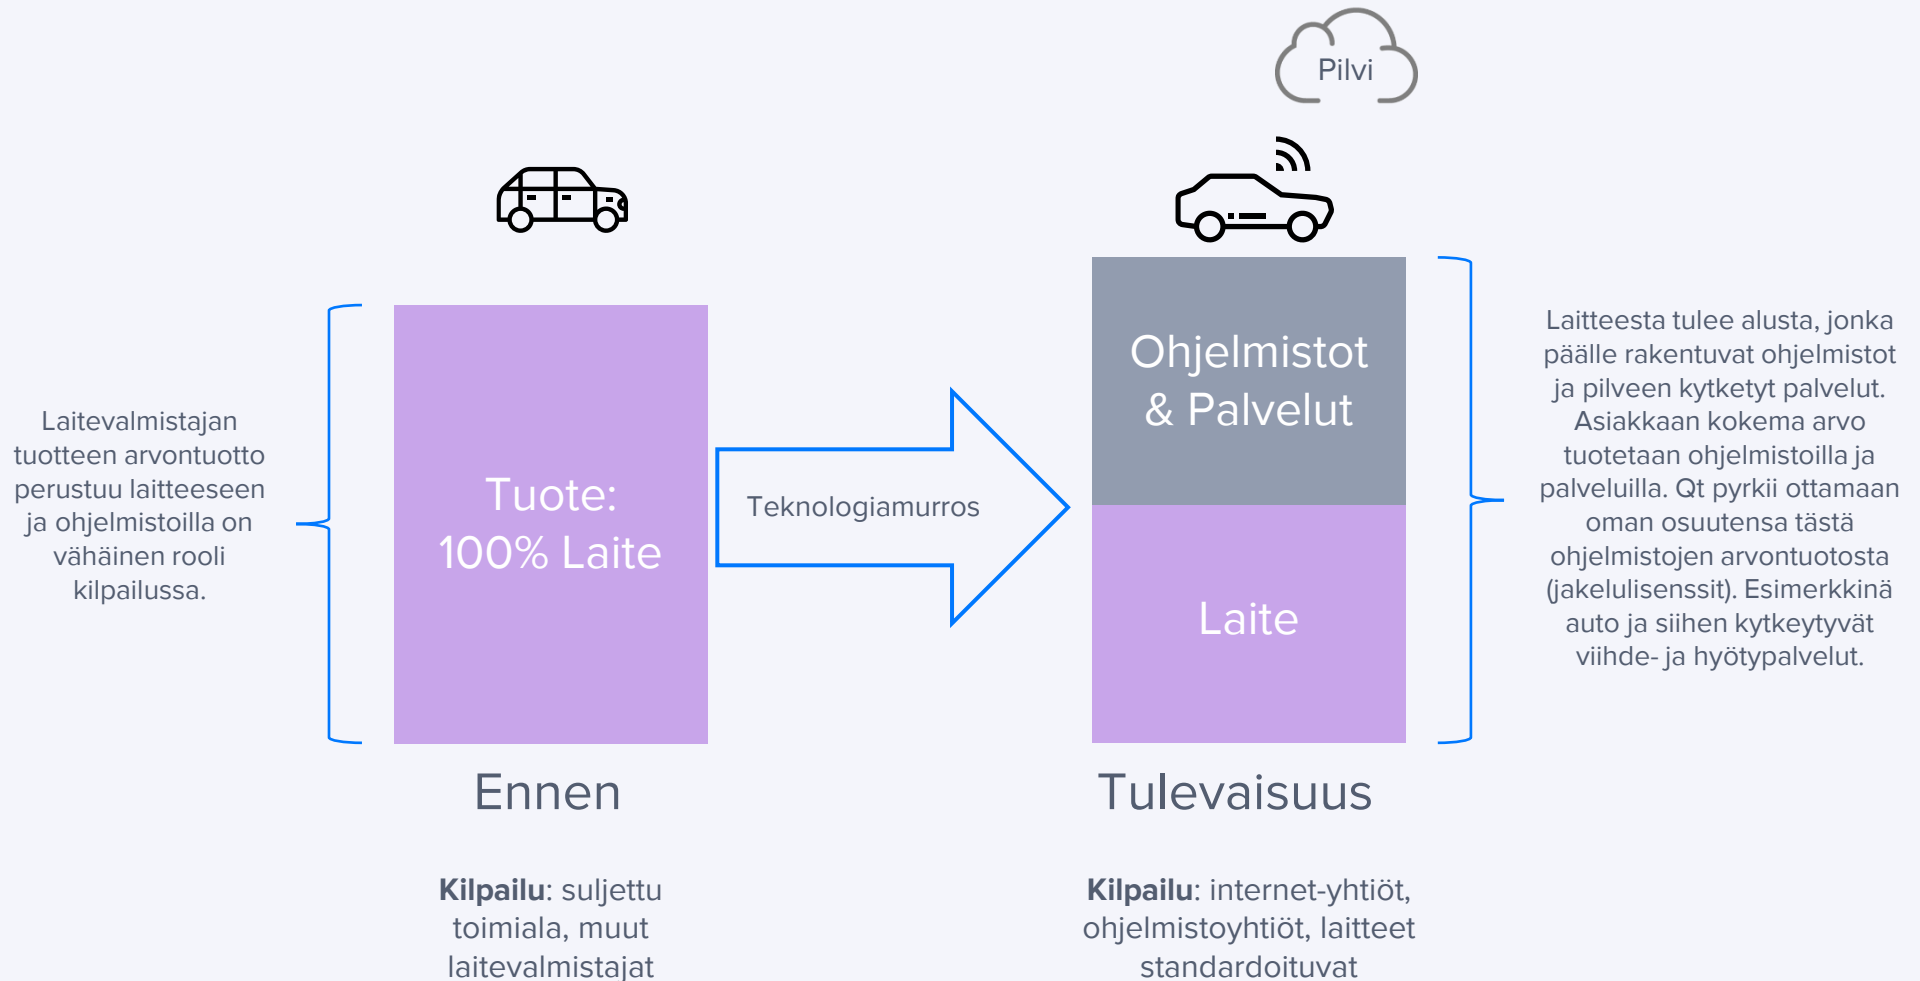 Pilvi
Laitevalmistajan
tuotteen arvontuotto
perustuu laitteeseen
ja ohjelmistoilla on
vähäinen rooli
kilpailussa.
Tuote:
100% Laite
Teknologiamurros
Ohjelmistot
& Palvelut
Laite
Laitteesta tulee alusta, jonka
päälle rakentuvat ohjelmistot
ja pilveen kytketyt palvelut.
Asiakkaan kokema arvo
tuotetaan ohjelmistoilla ja
palveluilla. Qt pyrkii ottamaan
oman osuutensa tästä
ohjelmistojen arvontuotosta
(jakelulisenssit). Esimerkkinä
auto ja siihen kytkeytyvät
viihde- ja hyötypalvelut.
Ennen
Kilpailu: suljettu
toimiala, muut
laitevalmistajat
Tulevaisuus
Kilpailu: internet-yhtiöt,
ohjelmistoyhtiöt, laitteet
standardoituvat